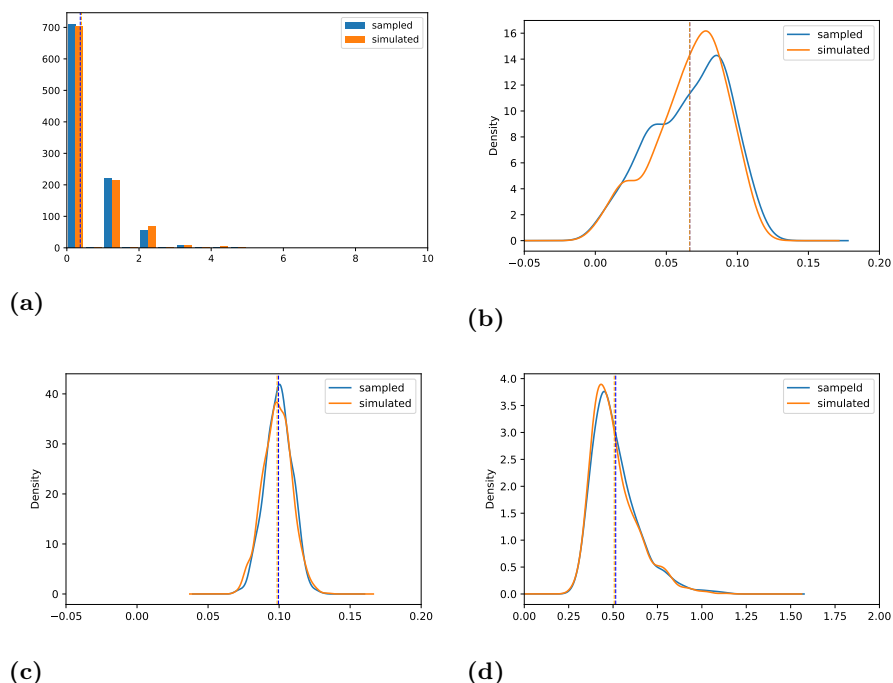 700
600
500
400
300
200
100
0
0 2 4 6 8 10
sampled
simulated
(a)
Density
16
14
12
10
8
6
4
2
0
−0.05 0.00 0.05 0.10 0.15 0.20
sampled
simulated
(b)
Density
40
30
20
10
0
−0.05 0.00 0.05 0.10 0.15 0.20
sampled
simulated
(c)
Density
4.0
3.5
3.0
2.5
2.0
1.5
1.0
0.5
0.0
0.00 0.25 0.50 0.75 1.00 1.25 1.50 1.75 2.00
sampeld
simulated
(d)